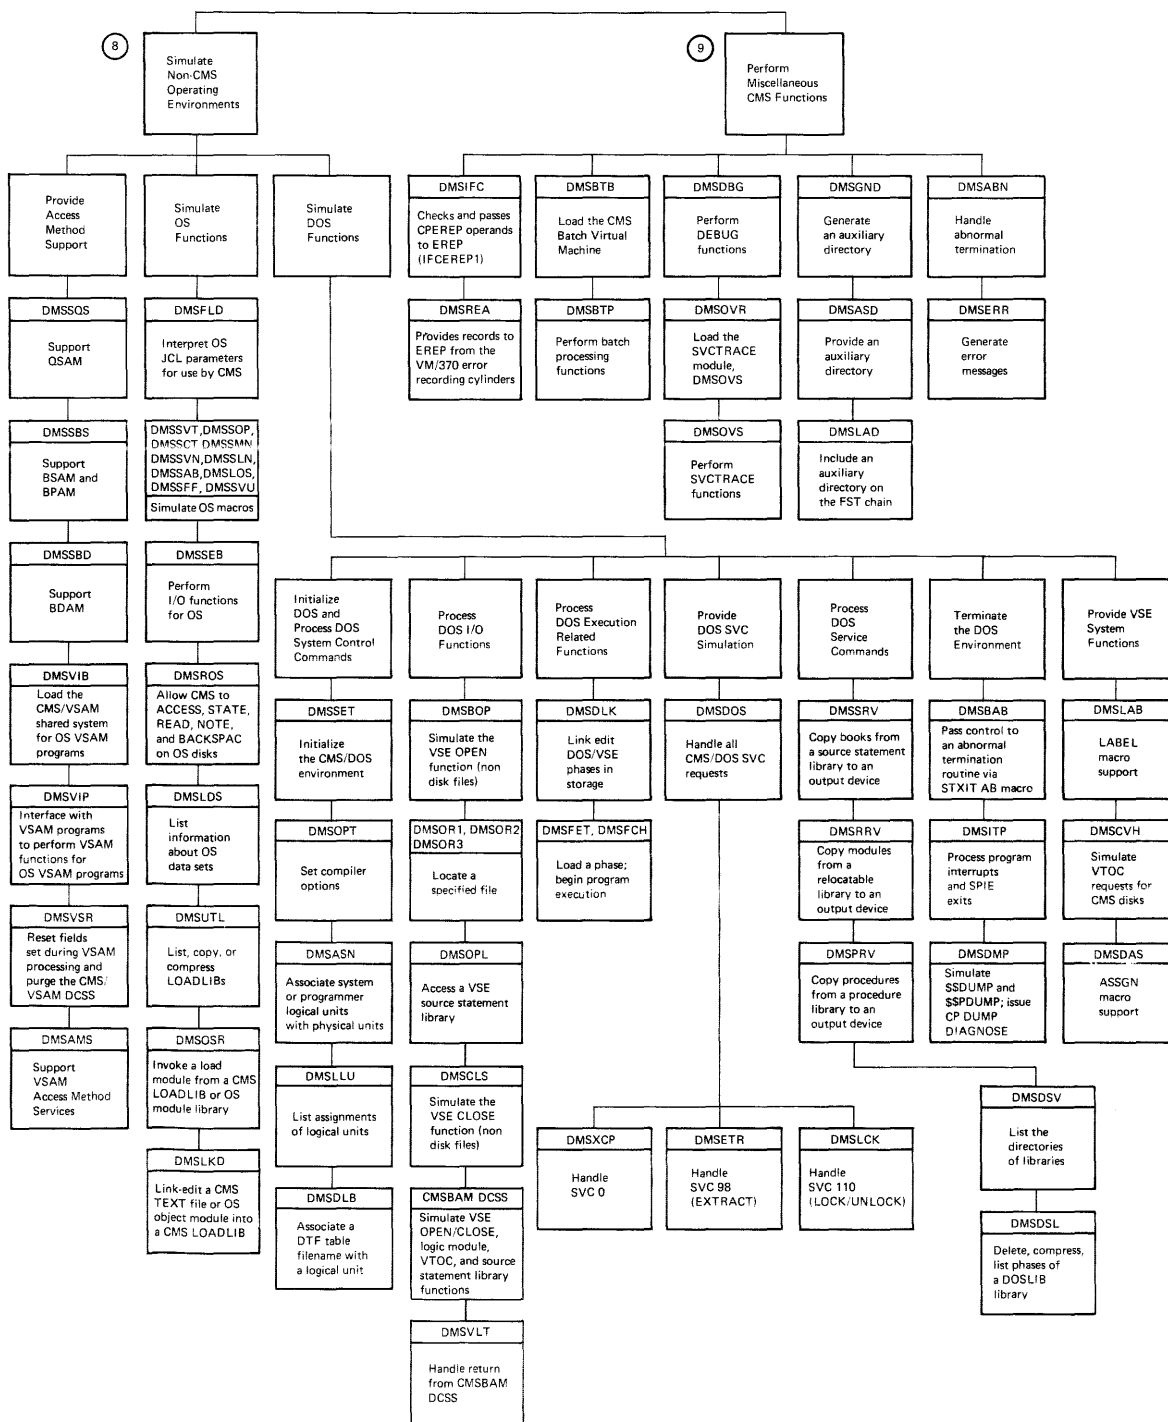 8
Simulate
Non-CMS
Operating
Environments
9
Perform
Miscellaneous
CMS Functions
Provide
Access
Method
Support
Simulate
OS
Functions
Simulate
DOS
Functions
DMSIFC
Checks and passes
CPEREP operands
to EREP
(IFCEREP1)
DMSBTB
Load the CMS
Batch Virtual
Machine
DMSDBG
Perform
DEBUG
functions
DMSGND
Generate
an auxiliary
directory
DMSABN
Handle
abnormal
termination
DMSSQS
Support
QSAM
DMSFLD
Interpret OS
JCL parameters
for use by CMS
DMSREA
Provides records to
EREP from the
VM/370 error
recording cylinders
DMSBTP
Perform batch
processing
functions
DMSOVR
Load the
SVCTRACE
module,
DMSOVS
DMSASD
Provide an
auxiliary
directory
DMSERR
Generate
error
messages
DMSSBS
Support
BSAM and
BPAM
DMSSVT,DMSSOP,
DMSSCT DMSSMN
DMSSVN,DMSSLN,
DMSSAB,DMSLOS,
DMSSFF, DMSSVU
Simulate OS macros
DMSOVS
Perform
SVCTRACE
functions
DMSLAD
Include an
auxiliary
directory on
the FST chain
DMSSBD
Support
BDAM
DMSSEB
Perform
I/O functions
for OS
Initialize
DOS and
Process DOS
System Control
Commands
Process
DOS I/O
Functions
Process
DOS Execution
Related
Functions
Provide
DOS SVC
Simulation
Process
DOS
Service
Commands
Terminate
the DOS
Environment
Provide VSE
System
Functions
DMSVIB
Load the
CMS/VSAM
shared system
for OS VSAM
programs
DMSROS
Allow CMS to
ACCESS, STATE,
READ, NOTE,
and BACKSPAC
on OS disks
DMSSET
Initialize
the CMS/DOS
environment
DMSBOP
Simulate the
VSE OPEN
function (non
disk files)
DMSDLK
Link edit
DOS/VSE
phases in
storage
DMSDOS
Handle all
CMS/DOS SVC
requests
DMSSRV
Copy books from
a source statement
library to an
output device
DMSBAB
Pass control to
an abnormal
termination
routine via
STXIT AB macro
DMSLAB
LABEL
macro
support
DMSVIP
Interface with
VSAM programs
to perform VSAM
functions for
OS VSAM programs
DMSLDS
List
information
about OS
data sets
DMSOPT
Set compiler
options
DMSOR1, DMSOR2
DMSOR3
Locate a
specified file
DMSFET, DMSFCH
Load a phase;
begin program
execution
DMSRRV
Copy modules
from a
relocatable
library to an
output device
DMSITP
Process program
interrupts
and SPIE
exits
DMSCVH
Simulate
VTOC
requests for
CMS disks
DMSVSR
Reset fields
set during VSAM
processing and
purge the CMS/
VSAM DCSS
DMSUTL
List, copy, or
compress
LOADLIBs
DMSASN
Associate system
or programmer
logical units
with physical units
DMSOPL
Access a VSE
source statement
library
DMSPRV
Copy procedures
from a procedure
library to an
output device
DMSDMP
Simulate
$SDUMP and
$$PDUMP; issue
CP DUMP
DIAGNOSE
DMSDAS
ASSGN
macro
support
DMSAMS
Support
VSAM
Access Method
Services
DMSOSR
Invoke a load
module from a CMS
LOADLIB or OS
module library
DMSLLU
List assignments
of logical units
DMSCLS
Simulate the
VSE CLOSE
function (non
disk files)
DMSXCP
Handle
SVC 0
DMSETR
Handle
SVC 98
(EXTRACT)
DMSLCK
Handle
SVC 110
(LOCK/UNLOCK)
DMSDSV
List the
directories
of libraries
DMSLKD
Link-edit a CMS
TEXT file or OS
object module into
a CMS LOADLIB
DMSDLB
Associate a
DTF table
filename with
a logical unit
CMSBAM DCSS
Simulate VSE
OPEN/CLOSE,
logic module,
VTOC, and source
statement library
functions
DMSDSL
Delete, compress,
list phases of
a DOSLIB
library
DMSVLT
Handle return
from CMSBAM
DCSS